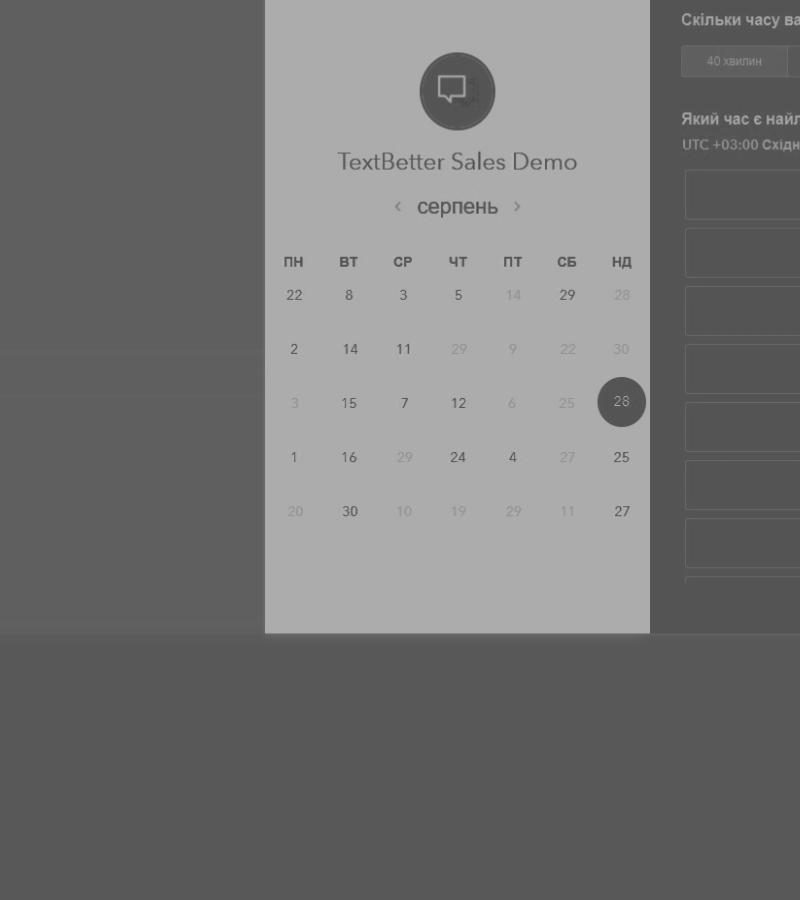 TextBetter Sales Demo
‹ серпень ›
ПН ВТ СР ЧТ ПТ СБ НД
22 8 3 5 14 29 28
2 14 11 29 9 22 30
3 15 7 12 6 25 28
1 16 29 24 4 27 25
20 30 10 19 29 11 27
Скільки часу ва
40 хвилин
Який час є найл
UTC +03:00 Східн